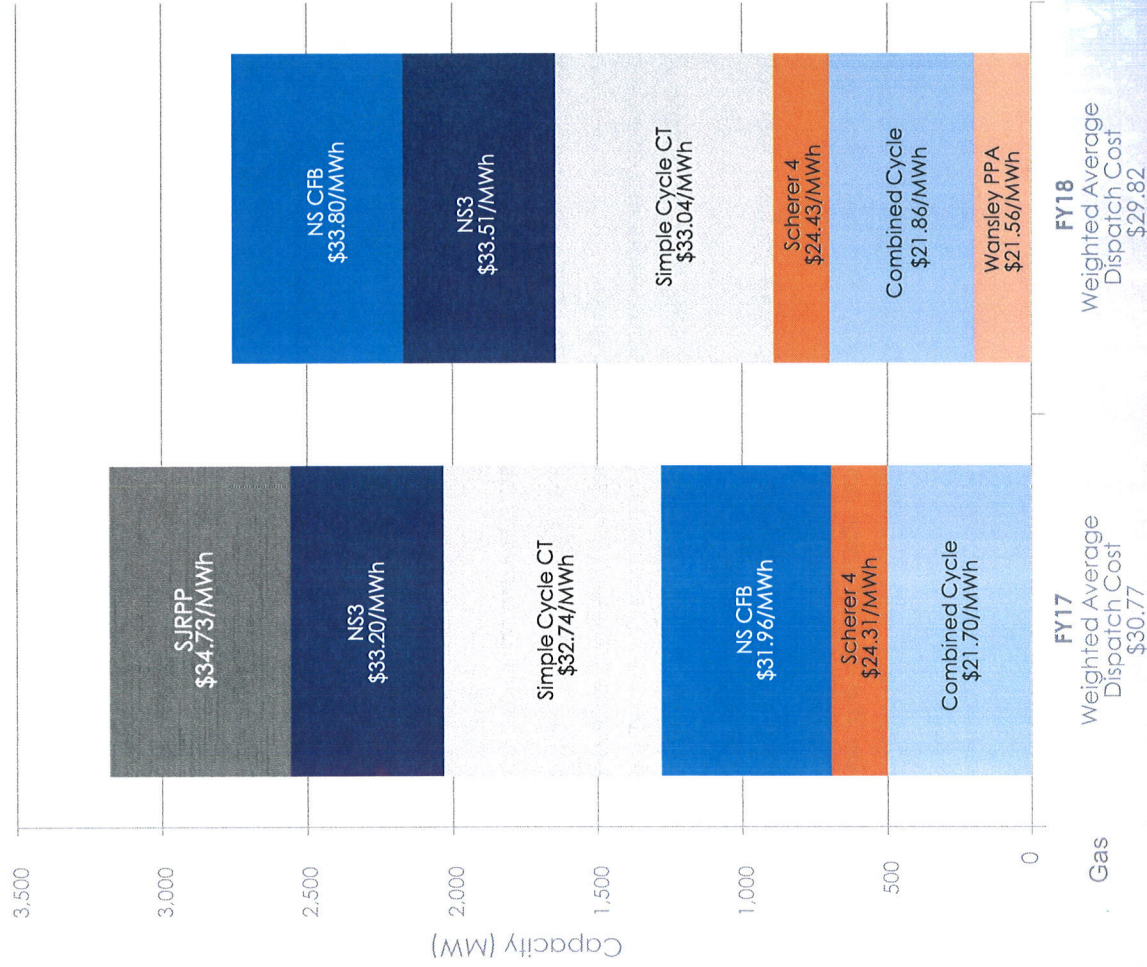 Capacity (MW)
3,500
3,000
2,500
2,000
1,500
1,000
500
0
Gas
SJRPP
$34.73/MWh
NS3
$33.20/MWh
Simple Cycle CT
$32.74/MWh
NS CFB
$31.96/MWh
Scherer 4
$24.31/MWh
Combined Cycle
$21.70/MWh
FY17
Weighted Average
Dispatch Cost
$30.77
NS CFB
$33.80/MWh
NS3
$33.51/MWh
Simple Cycle CT
$33.04/MWh
Scherer 4
$24.43/MWh
Combined Cycle
$21.86/MWh
Wansley PPA
$21.56/MWh
FY18
Weighted Average
Dispatch Cost
$29.82